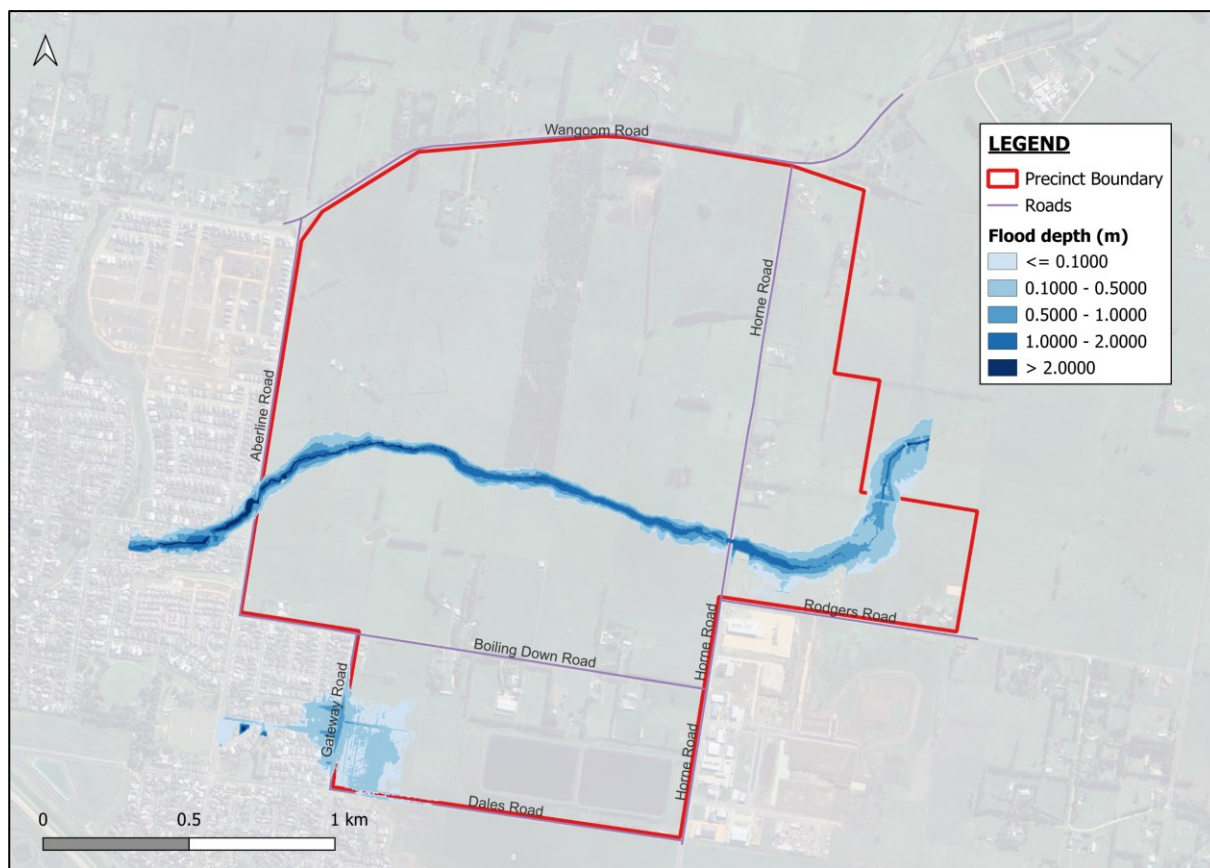 Wangoom Road
LEGEND
Precinct Boundary
Roads
Flood depth (m)
<= 0.1000
0.1000 - 0.5000
0.5000 - 1.0000
1.0000 - 2.0000
> 2.0000
Horne Road
Aberline Road
Rodgers Road
Horne Road
Boiling Down Road
Gateway Road
Horne Road
Dales Road
0 0.5 1 km